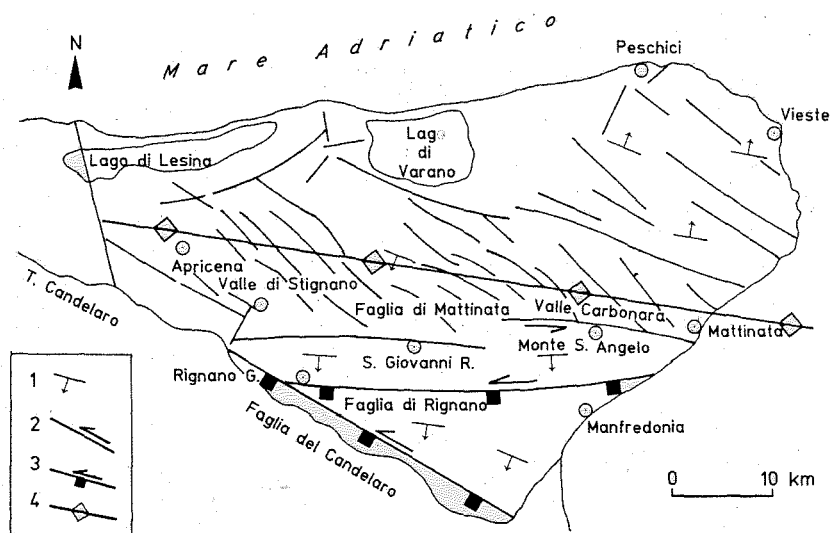 Mare Adriatico
N
Peschici
Vieste
Lago di Lesina
Lago
di
Varano
Apricena
Valle di Stignano
T. Candelaro
Faglia di Mattinata
Valle Carbonara
Mattinata
Monte S. Angelo
S. Giovanni R.
Rignano G.
Faglia di Rignano
Manfredonia
Faglia del Candelaro
1
2
3
4
0 10 km